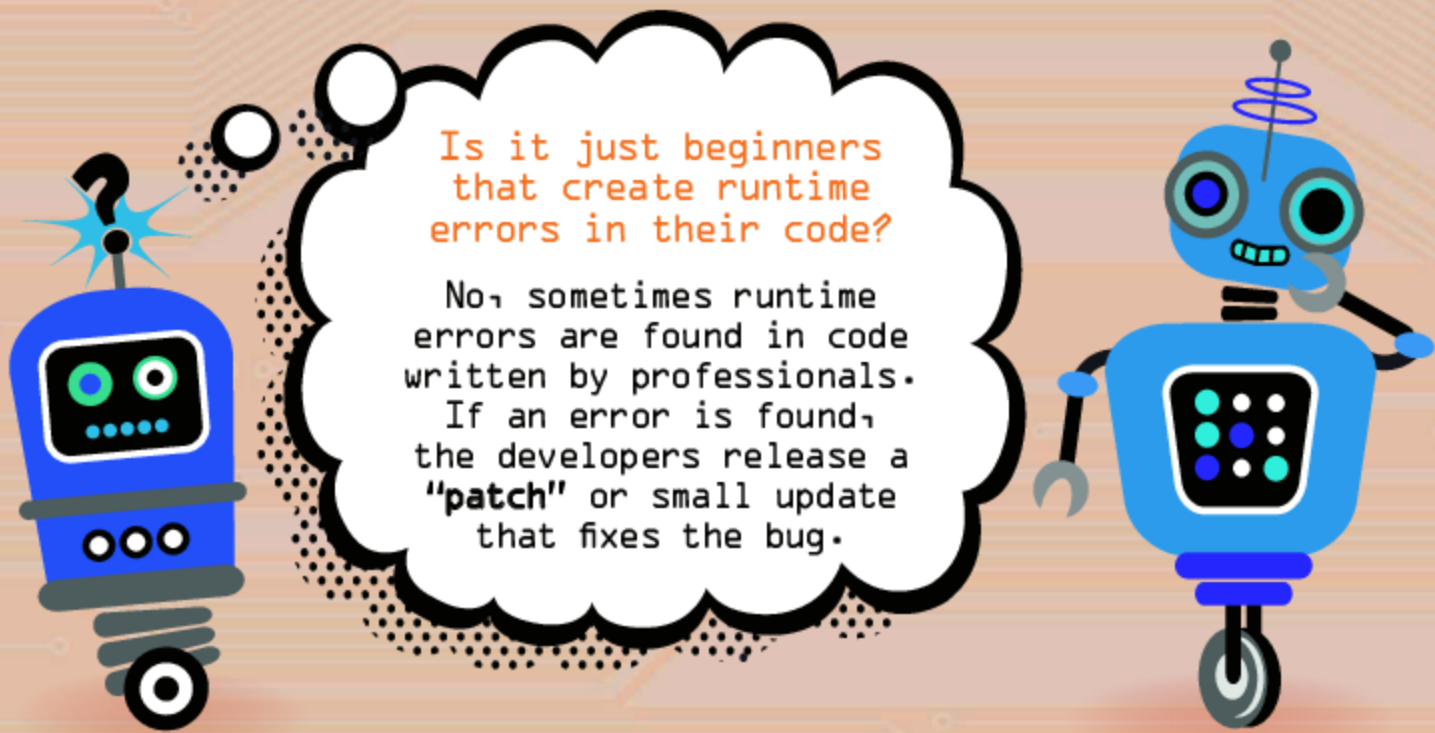 ?
Is it just beginners
that create runtime
errors in their code?
No, sometimes runtime
errors are found in code
written by professionals.
If an error is found,
the developers release a
“patch” or small update
that fixes the bug.